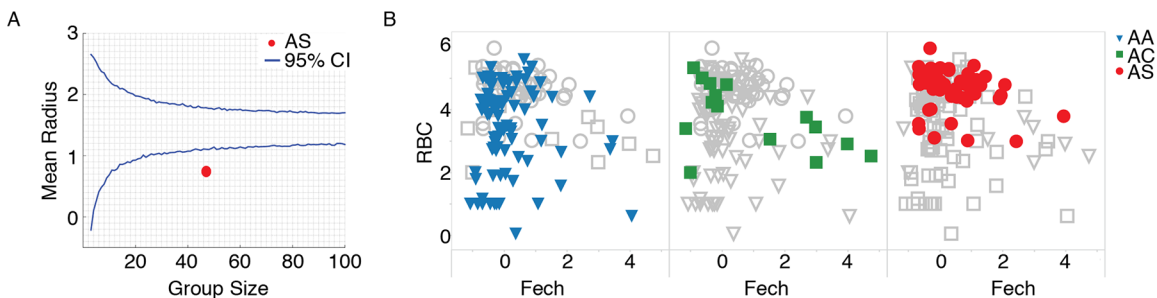 A
3
2
1
0
Mean Radius
20 40 60 80 100
Group Size
AS
95% CI
B
6
4
2
0
RBC
0 2 4
Fech
0 2 4
Fech
0 2 4
Fech
AA
AC
AS